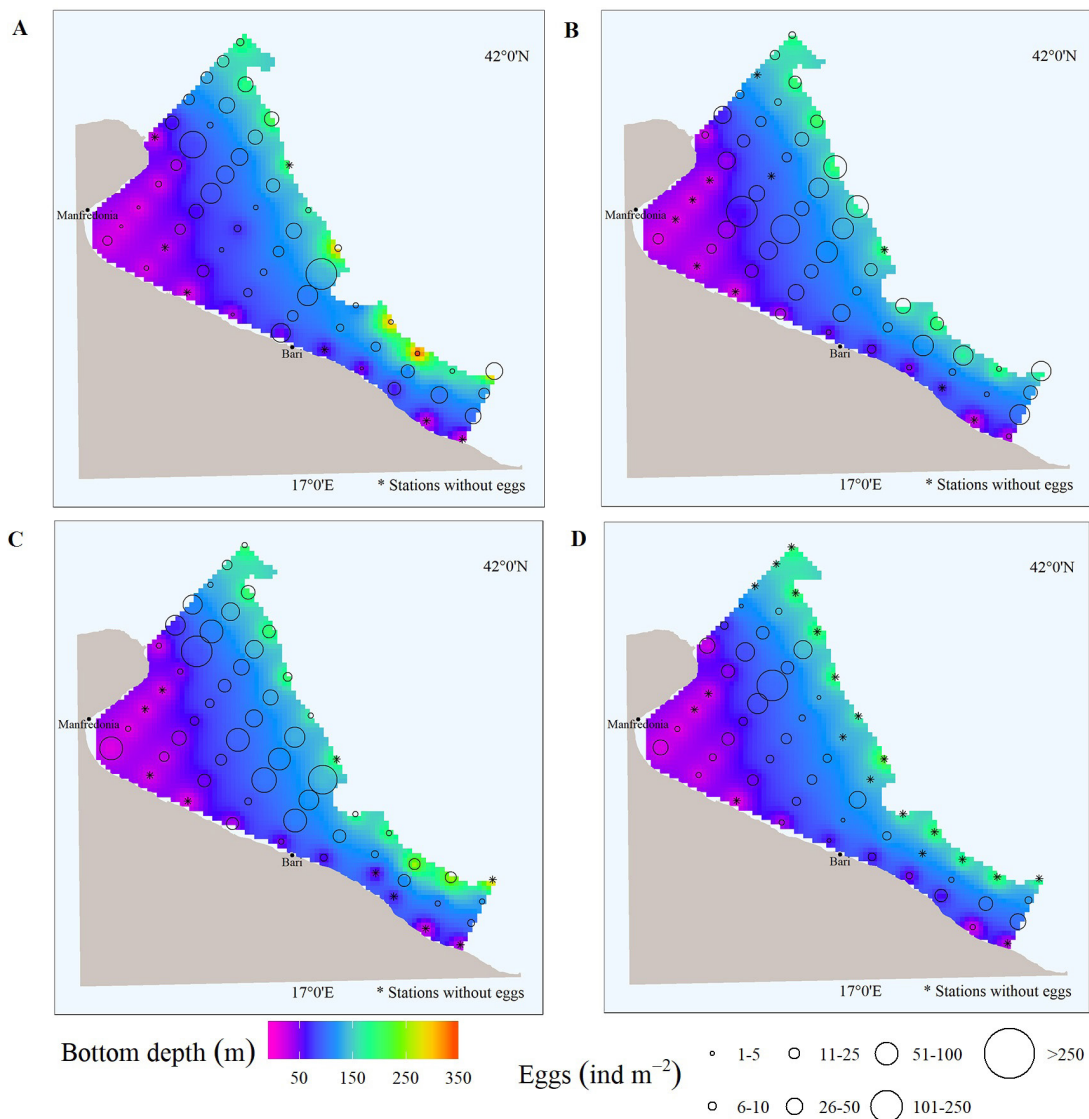 A
42°0'N
Manfredonia
Bari
17°0'E * Stations without eggs
B
42°0'N
Manfredonia
Bari
17°0'E * Stations without eggs
C
42°0'N
Manfredonia
Bari
17°0'E * Stations without eggs
D
42°0'N
Manfredonia
Bari
17°0'E * Stations without eggs
Bottom depth (m)
50 150 250 350
Eggs (ind m⁻²)
1-5 11-25 51-100 >250
6-10 26-50 101-250